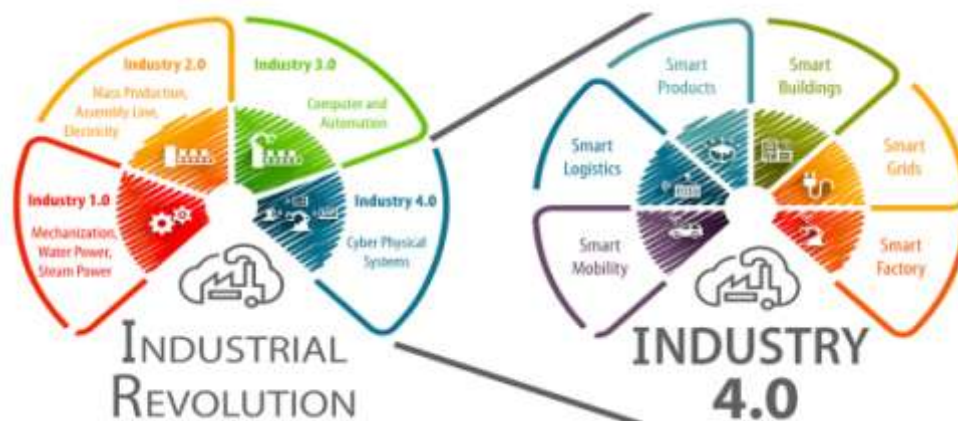 Industry 2.0
Mass Production,
Assembly Line,
Electricity
Industry 3.0
Computer and
Automation
Industry 1.0
Mechanization,
Water Power,
Steam Power
Industry 4.0
Cyber Physical
Systems
INDUSTRIAL
REVOLUTION
Smart
Products
Smart
Buildings
Smart
Logistics
Smart
Grids
Smart
Mobility
Smart
Factory
INDUSTRY
4.0